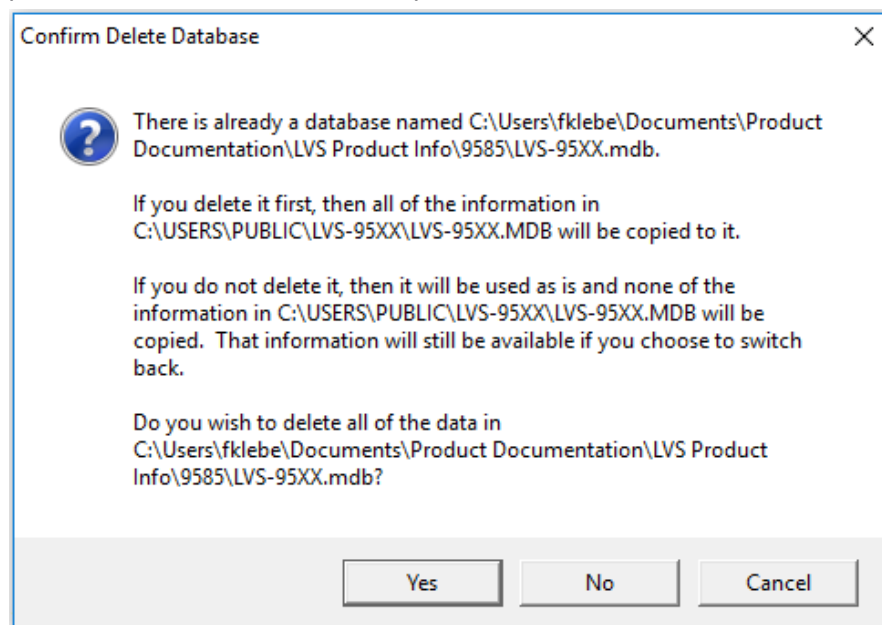 Confirm Delete Database
There is already a database named C:\Users\fklebe\Documents\Product
Documentation\LVS Product Info\9585\LVS-95XX.mdb.
If you delete it first, then all of the information in
C:\USERS\PUBLIC\LVS-95XX\LVS-95XX.MDB will be copied to it.
If you do not delete it, then it will be used as is and none of the
information in C:\USERS\PUBLIC\LVS-95XX\LVS-95XX.MDB will be
copied.  That information will still be available if you choose to switch
back.
Do you wish to delete all of the data in
C:\Users\fklebe\Documents\Product Documentation\LVS Product
Info\9585\LVS-95XX.mdb?
Yes No Cancel